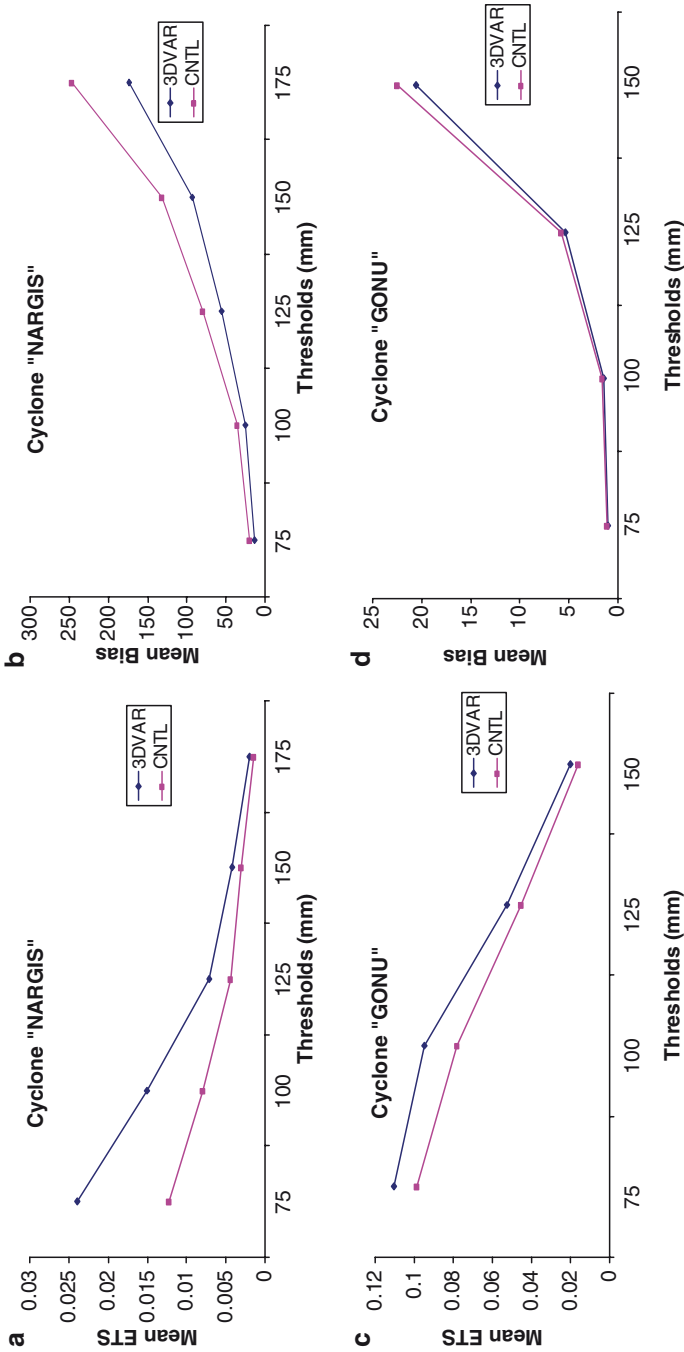 a
Cyclone "NARGIS"
3DVAR
CNTL
Mean ETS
0.03
0.025
0.02
0.015
0.01
0.005
0
75
100
125
150
175
Thresholds (mm)
b
Cyclone "NARGIS"
3DVAR
CNTL
Mean Bias
300
250
200
150
100
50
0
75
100
125
150
175
Thresholds (mm)
c
Cyclone "GONU"
3DVAR
CNTL
Mean ETS
0.12
0.1
0.08
0.06
0.04
0.02
0
75
100
125
150
Thresholds (mm)
d
Cyclone "GONU"
3DVAR
CNTL
Mean Bias
25
20
15
10
5
0
75
100
125
150
Thresholds (mm)